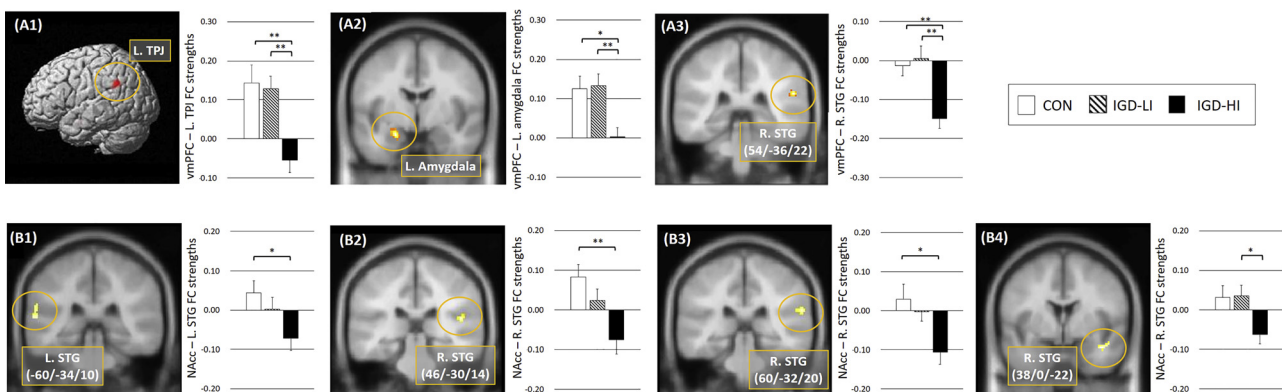 (A1)
L. TPJ
vmPFC – L. TPJ FC strengths
0.30
0.20
0.10
0.00
-0.10
**
**
(A2)
L. Amygdala
vmPFC – L. amygdala FC strengths
0.30
0.20
0.10
0.00
-0.10
*
**
(A3)
R. STG
(54/-36/22)
vmPFC – R. STG FC strengths
0.10
0.00
-0.10
-0.20
-0.30
**
**
CON
IGD-LI
IGD-HI
(B1)
L. STG
(-60/-34/10)
NAcc – L. STG FC strengths
0.20
0.10
0.00
-0.10
-0.20
*
(B2)
R. STG
(46/-30/14)
NAcc – R. STG FC strengths
0.20
0.10
0.00
-0.10
-0.20
**
(B3)
R. STG
(60/-32/20)
NAcc – R. STG FC strengths
0.20
0.10
0.00
-0.10
-0.20
*
(B4)
R. STG
(38/0/-22)
NAcc – R. STG FC strengths
0.20
0.10
0.00
-0.10
-0.20
*